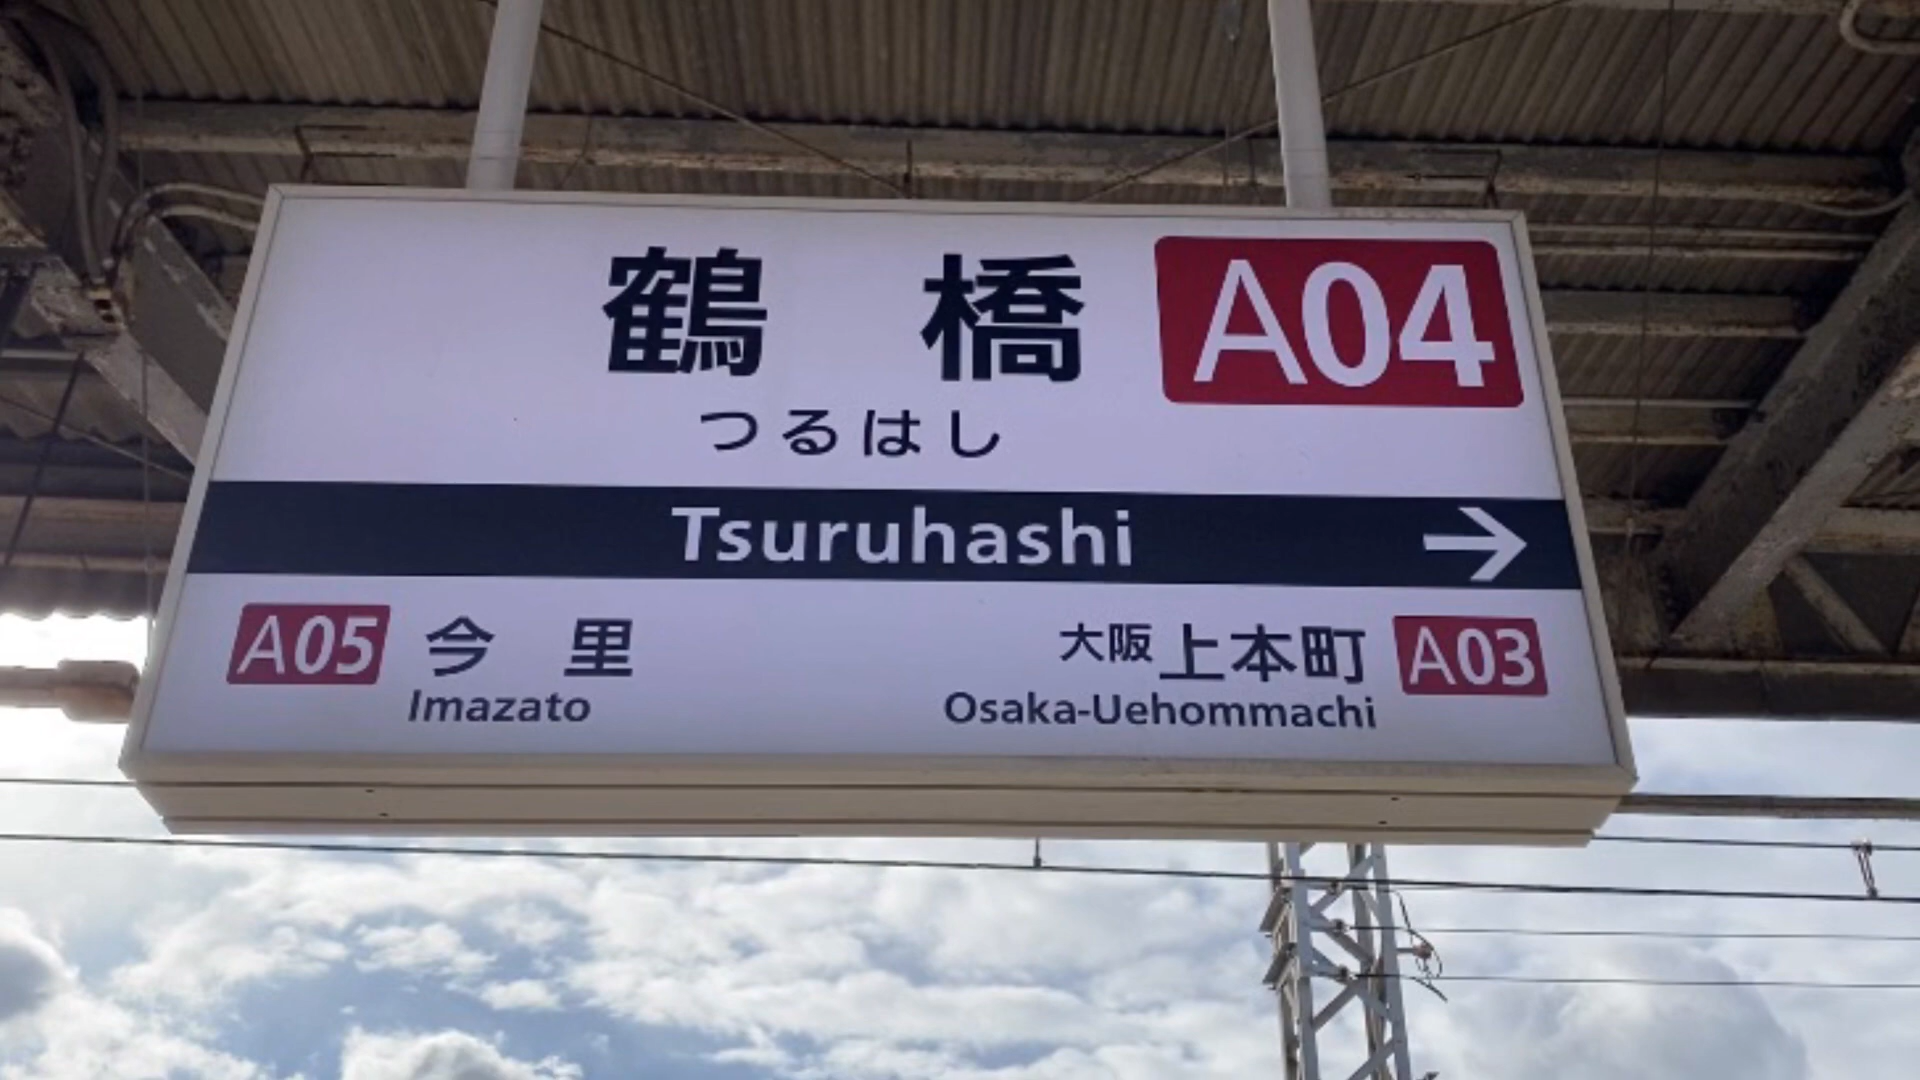 鶴橋 A04
つるはし
Tsuruhashi →
A05 今里
Imazato
大阪上本町 A03
Osaka-Uehommachi